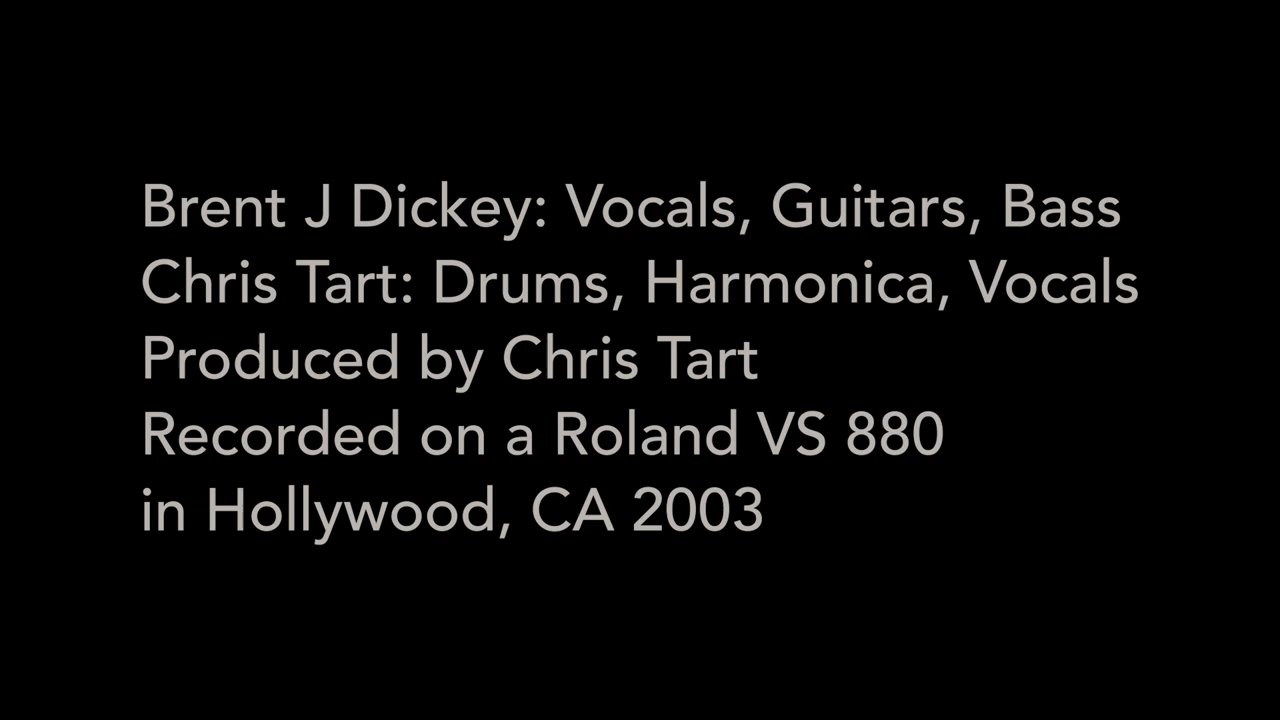 Brent J Dickey: Vocals, Guitars, Bass
Chris Tart: Drums, Harmonica, Vocals
Produced by Chris Tart
Recorded on a Roland VS 880
in Hollywood, CA 2003